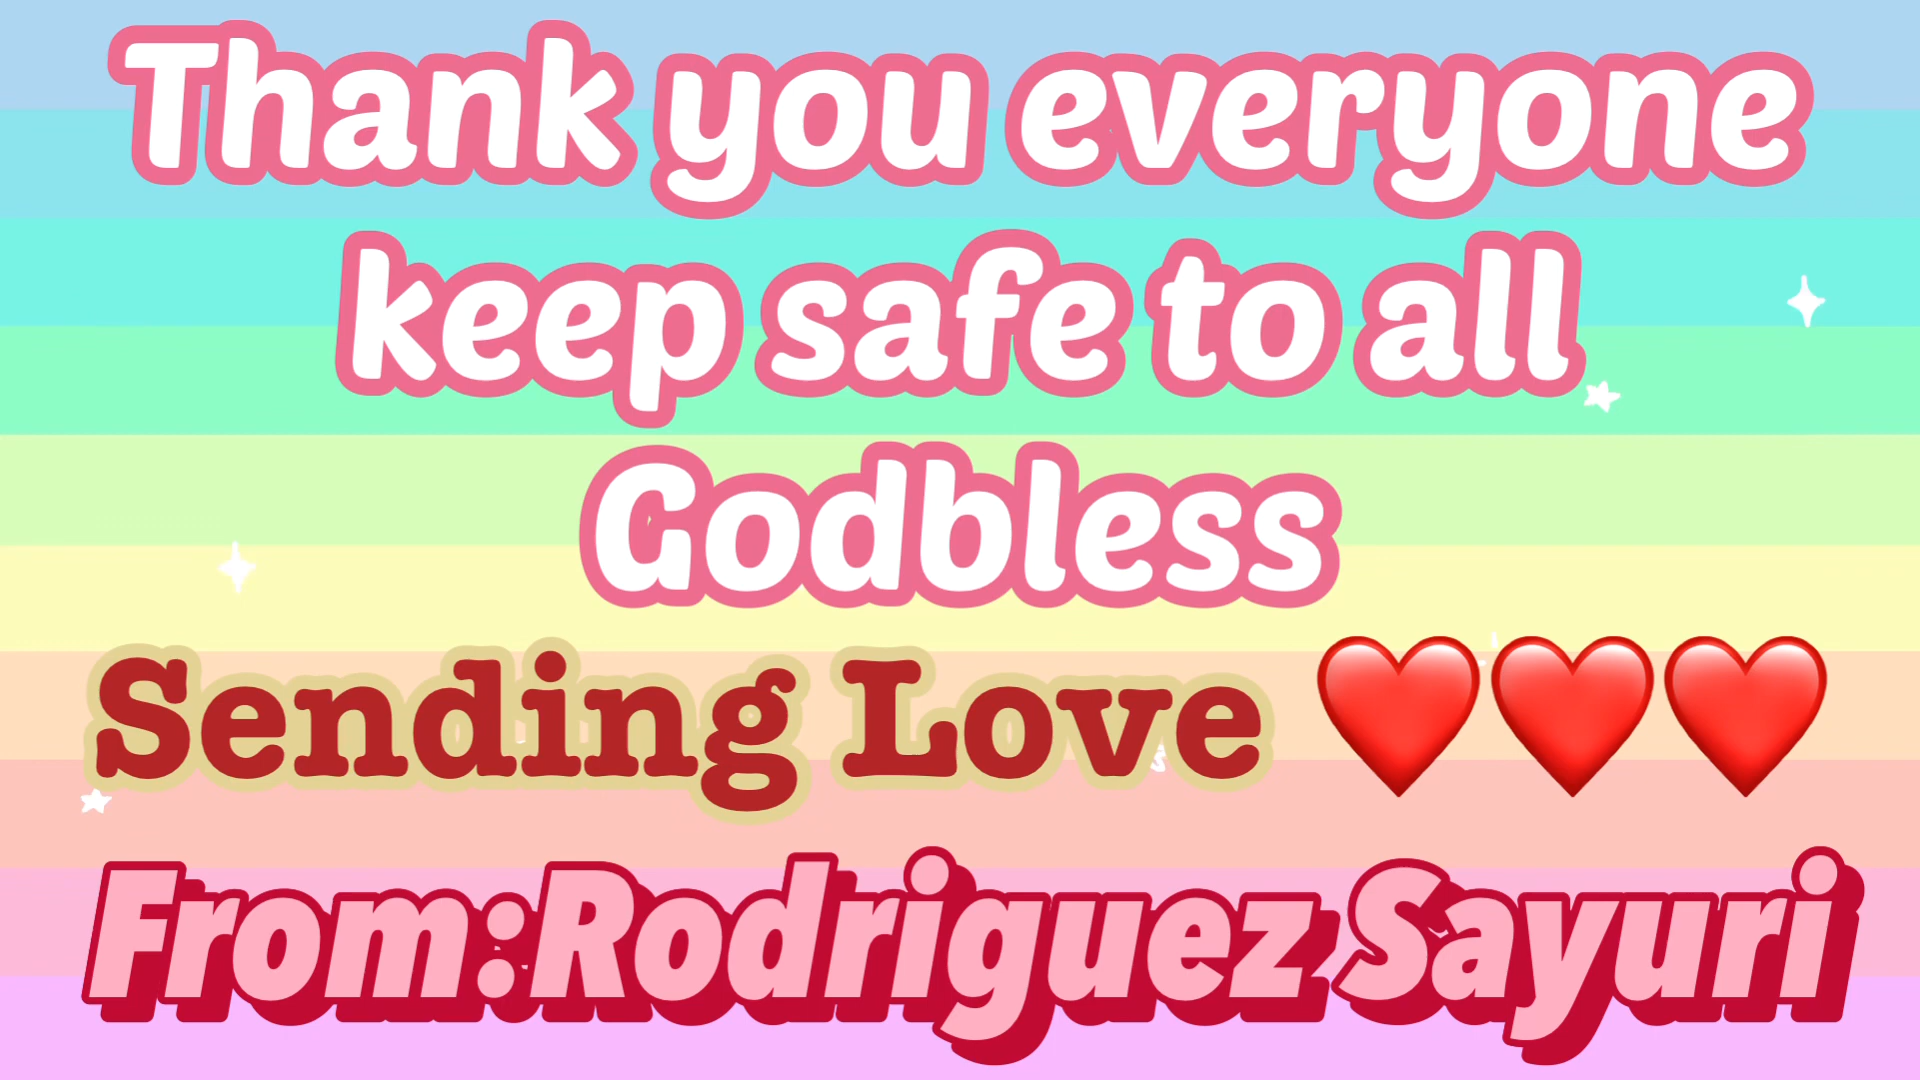 Thank you everyone
keep safe to all
Godbless
Sending Love ❤️❤️❤️
From:Rodriguez Sayuri